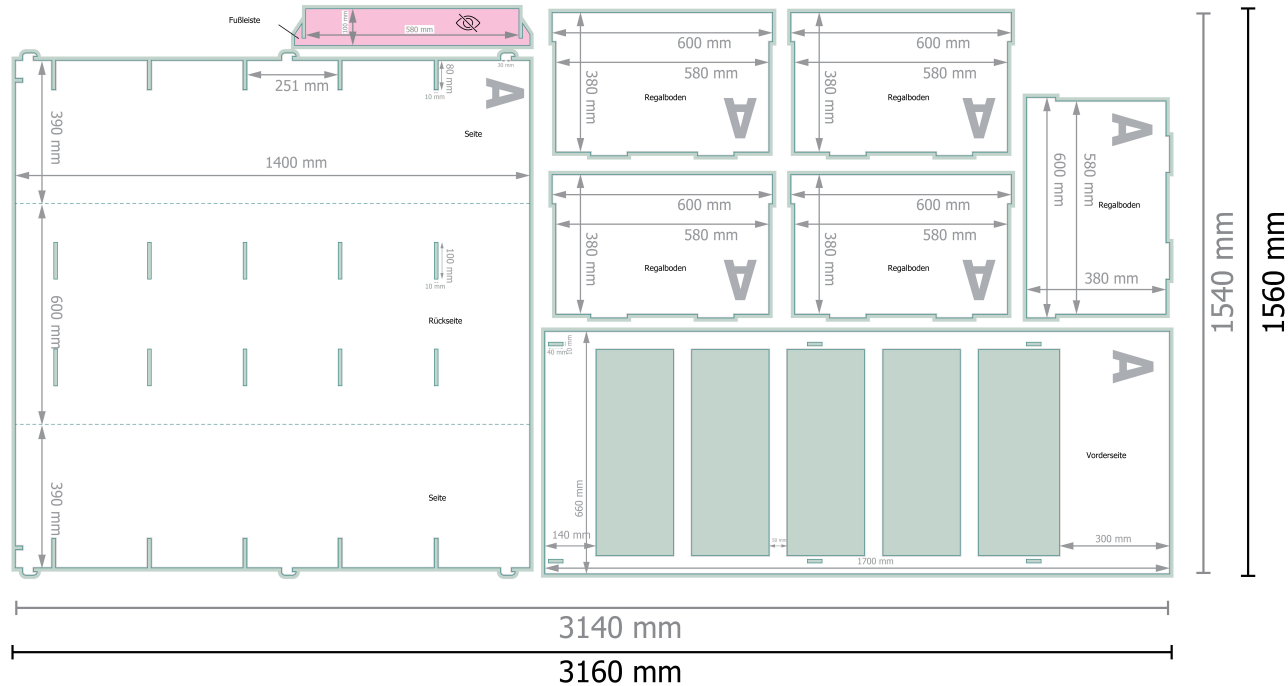 Fußleiste
100 mm
580 mm
251 mm
80 mm
30 mm
10 mm
A
Seite
390 mm
1400 mm
600 mm
100 mm
10 mm
Rückseite
390 mm
Seite
600 mm
580 mm
380 mm
Regalboden
A
600 mm
580 mm
380 mm
Regalboden
A
600 mm
580 mm
380 mm
Regalboden
A
600 mm
580 mm
380 mm
Regalboden
A
A
600 mm
580 mm
Regalboden
380 mm
40 mm
10 mm
A
Vorderseite
660 mm
140 mm
50 mm
300 mm
1700 mm
1540 mm
1560 mm
3140 mm
3160 mm